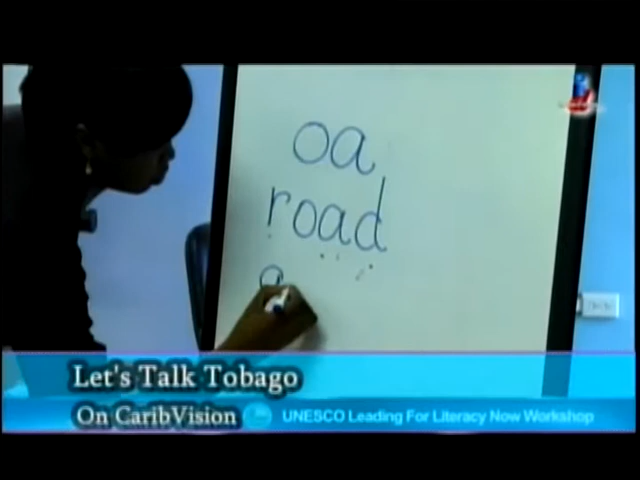 oa
road
Let's Talk Tobago
On CaribVision
UNESCO Leading For Literacy Now Workshop